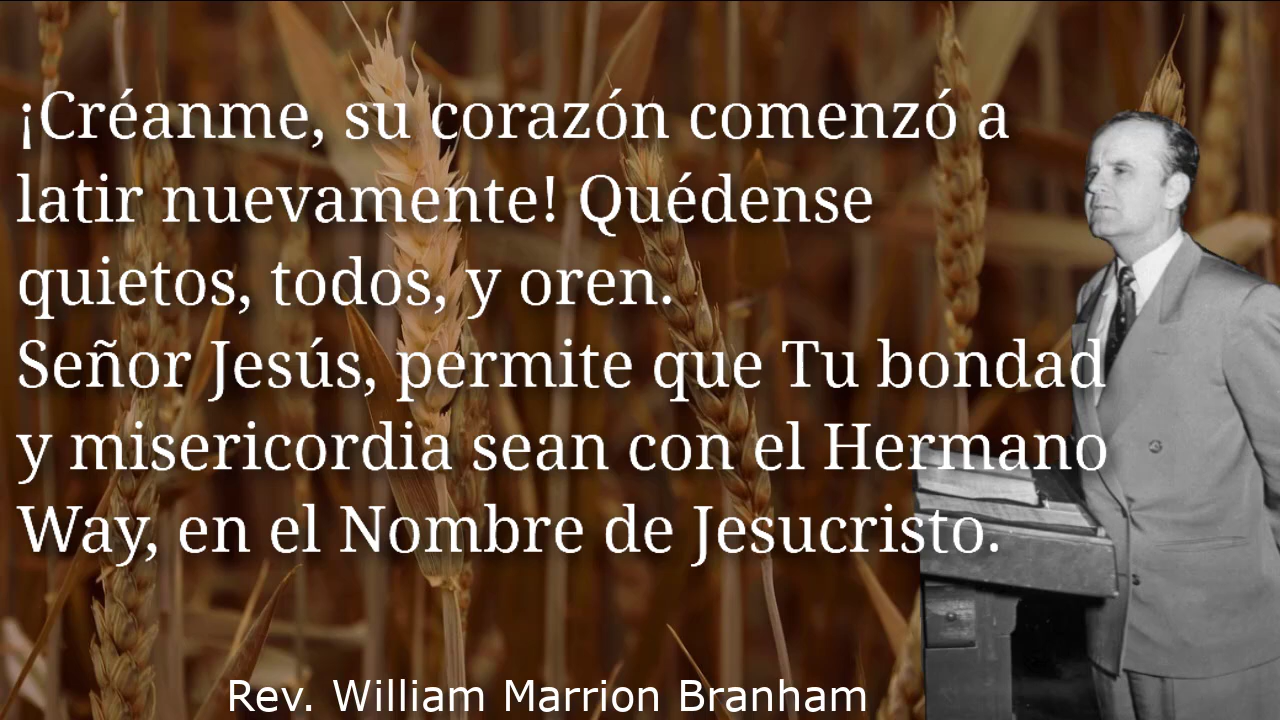 ¡Créanme, su corazón comenzó a
latir nuevamente! Quédense
quietos, todos, y oren.
Señor Jesús, permite que Tu bondad
y misericordia sean con el Hermano
Way, en el Nombre de Jesucristo.
Rev. William Marrion Branham